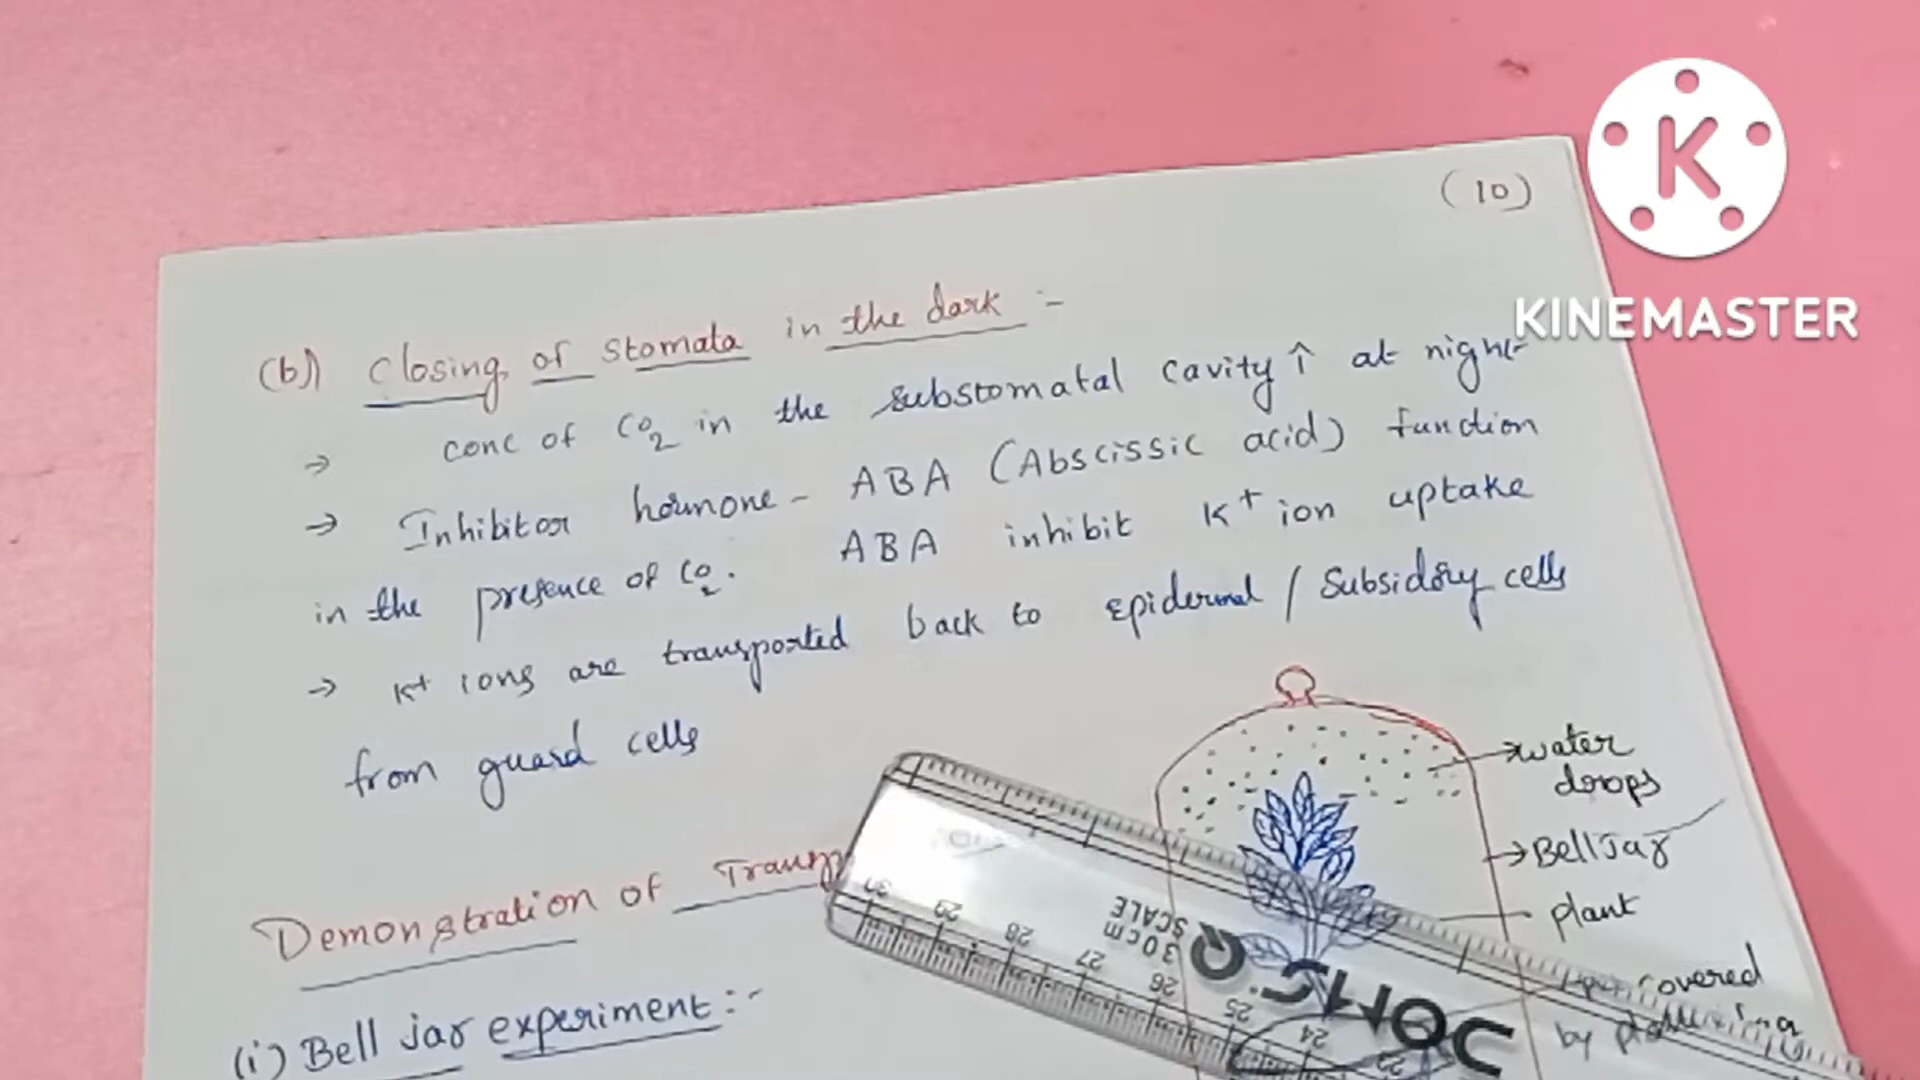 (10)
KINEMASTER
(b) Closing of stomata in the dark :-
→ conc of CO2 in the substomatal cavity ↑ at night
→ Inhibitor hormone - ABA (Abscissic acid) function
in the presence of CO2. ABA inhibit K+ ion uptake
→ K+ ions are transported back to epidermal / Subsidory cells
from guard cells
water
drops
Bell Jar
plant
covered
by
Demonstration of
(i) Bell jar experiment :-
30 29 28 27 26 25 24 23
30cm
SCALE